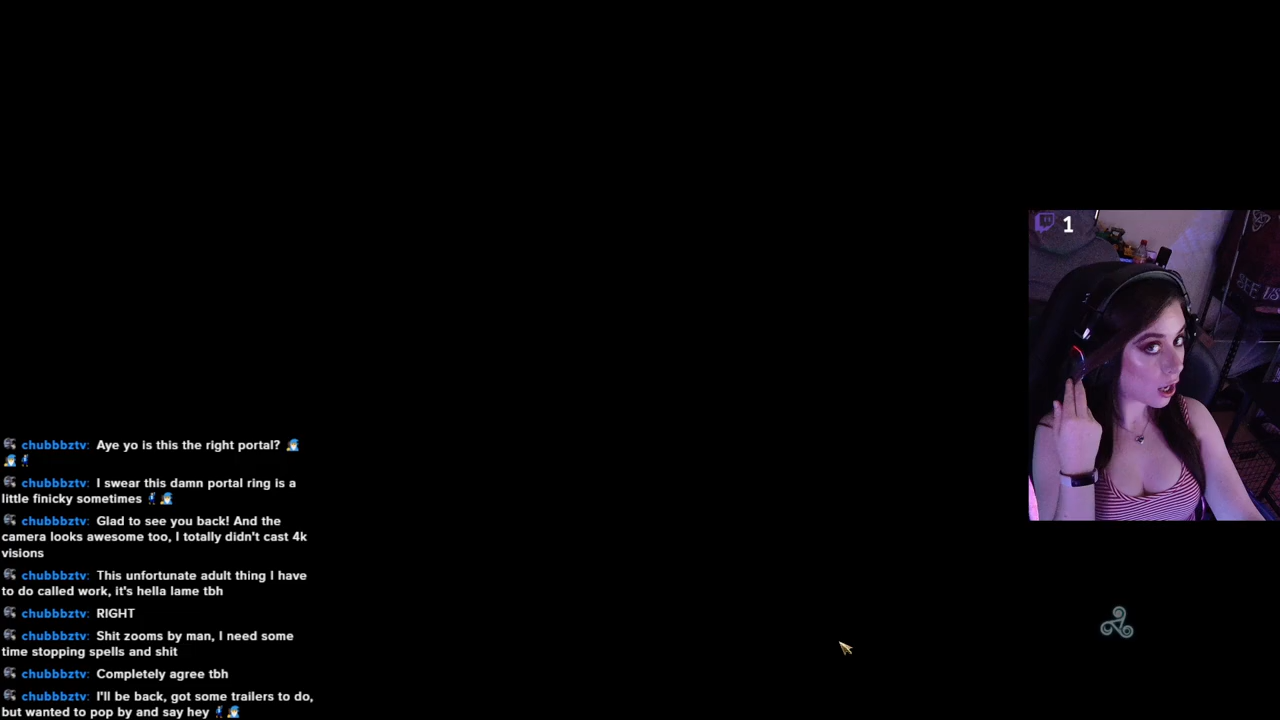 1
SEE US
chubbbztv: Aye yo is this the right portal?
chubbbztv: I swear this damn portal ring is a
little finicky sometimes
chubbbztv: Glad to see you back! And the
camera looks awesome too, I totally didn't cast 4k
visions
chubbbztv: This unfortunate adult thing I have
to do called work, it's hella lame tbh
chubbbztv: RIGHT
chubbbztv: Shit zooms by man, I need some
time stopping spells and shit
chubbbztv: Completely agree tbh
chubbbztv: I'll be back, got some trailers to do,
but wanted to pop by and say hey